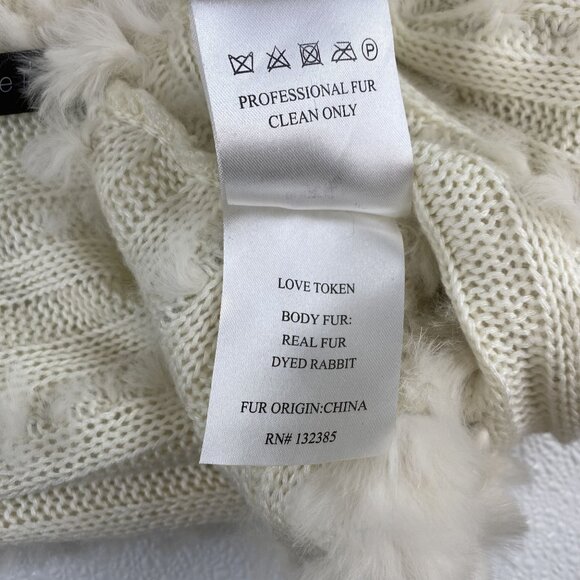 e
P
PROFESSIONAL FUR
CLEAN ONLY
LOVE TOKEN
BODY FUR:
REAL FUR
DYED RABBIT
FUR ORIGIN:CHINA
RN# 132385